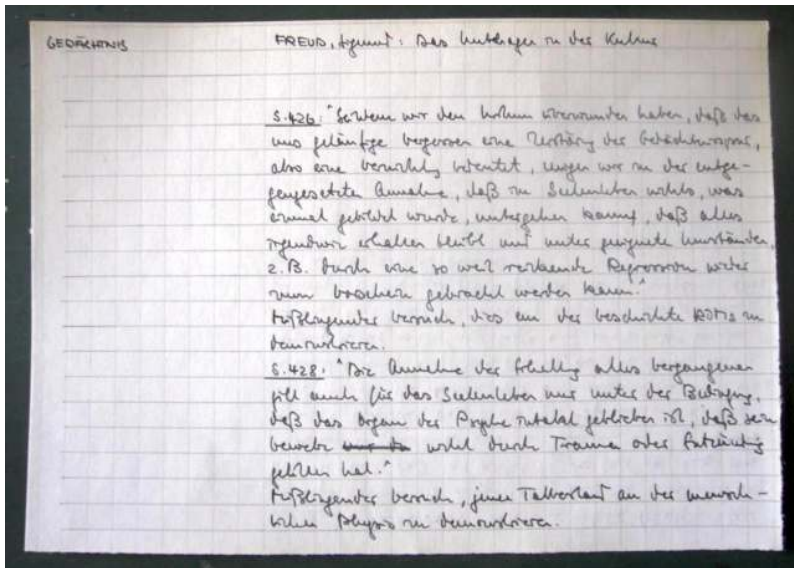 GEDÄCHTNIS
FREUD, Sigmund: Das Unbehagen in der Kultur
S. 426: "Seitdem wir den Irrtum überwunden haben, daß das
uns geläufige Vergessen eine Zerstörung der Gedächtnisspur,
also eine Vernichtung bedeutet, neigen wir zu der entge-
gengesetzten Annahme, daß im Seelenleben nichts, was
einmal gebildet wurde, untergehen kann, daß alles
irgendwie erhalten bleibt und unter geeigneten Umständen,
z.B. durch eine so weit reichende Regression wieder
zum Vorschein gebracht werden kann."
Mißlingender Versuch, dies an der Geschichte ROMs zu
demonstrieren.
S. 428: "Die Annahme der Erhaltung alles Vergangenen
gilt auch für das Seelenleben nur unter der Bedingung,
daß das Organ der Psyche intakt geblieben ist, daß sein
Gewebe nicht durch Trauma oder Entzündung
gelitten hat."
Mißlingender Versuch, jenen an der mensch-
lichen Physis zu demonstrieren.